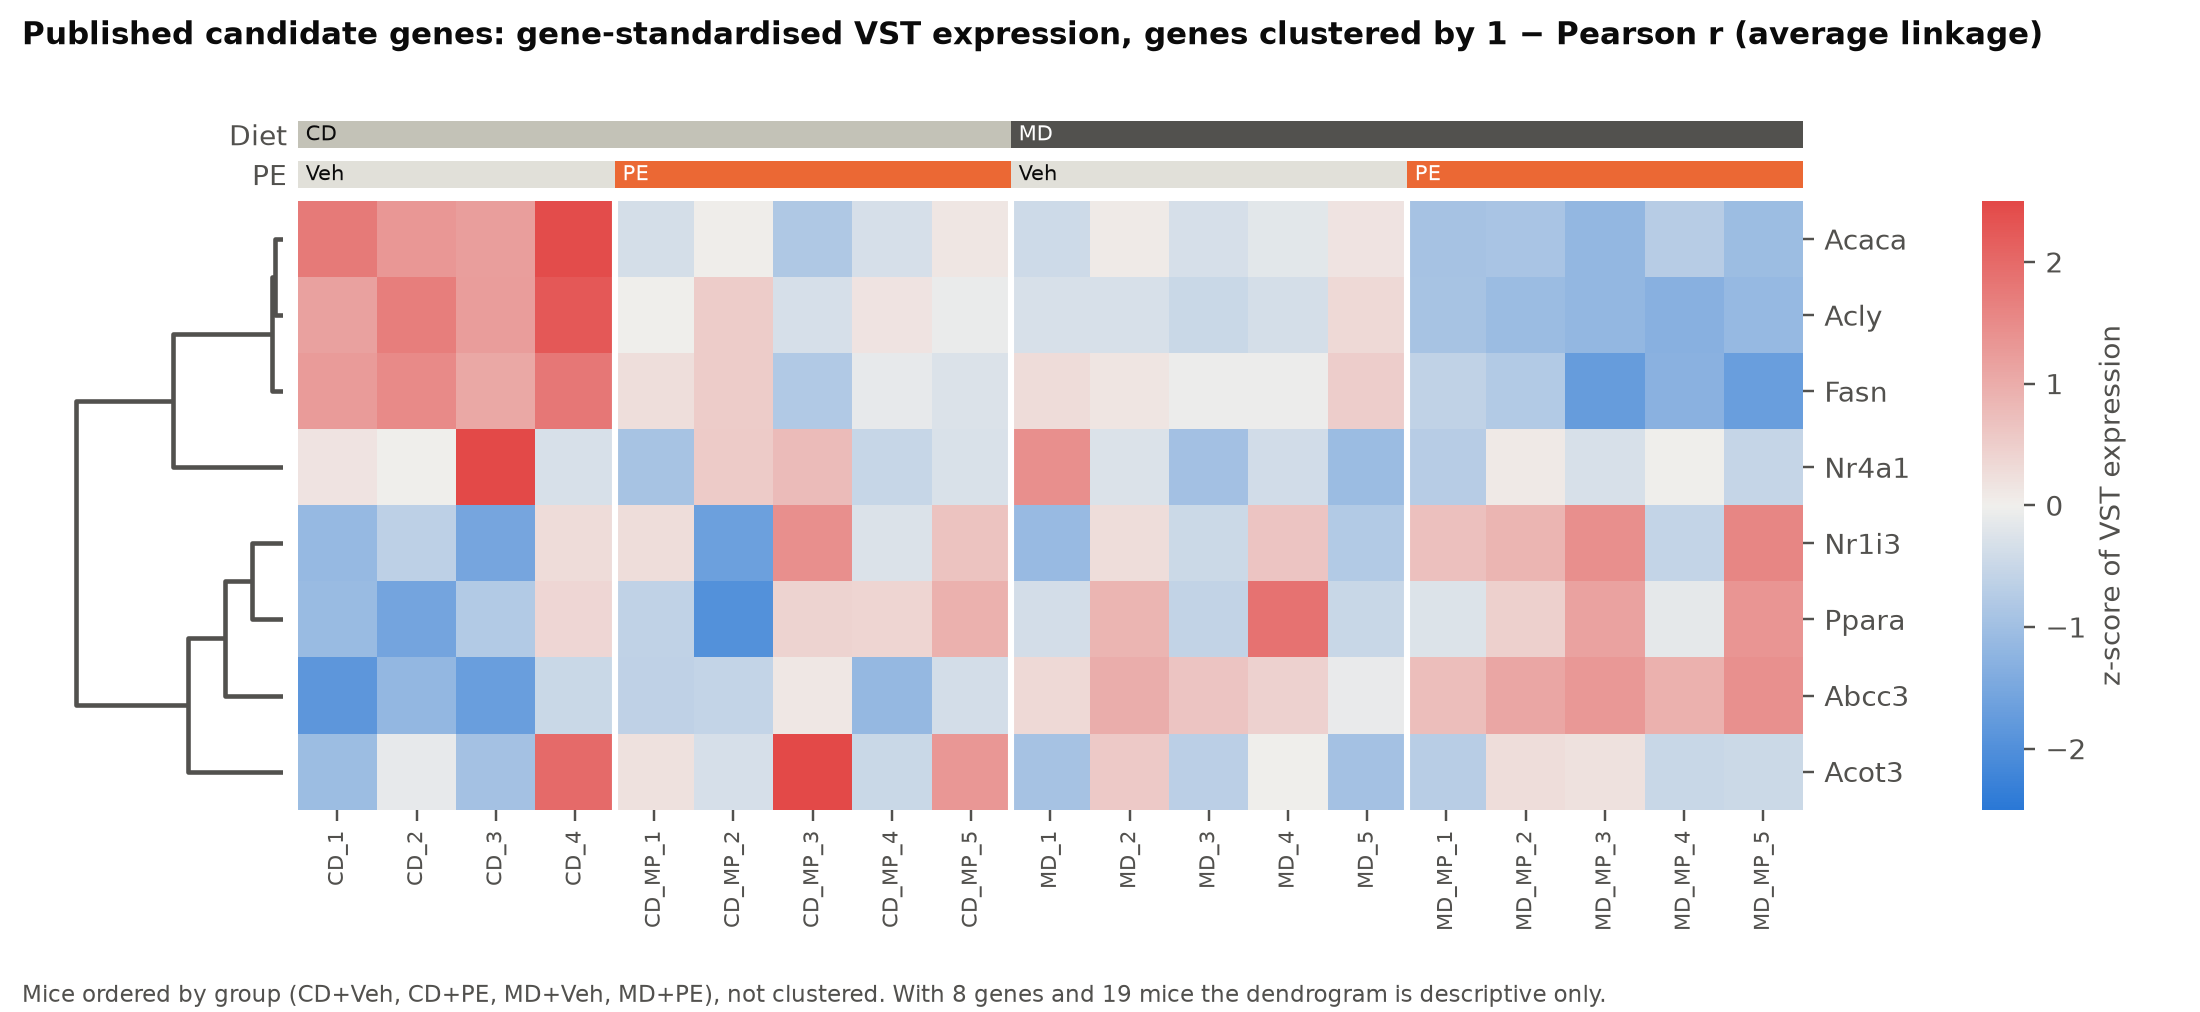 Published candidate genes: gene-standardised VST expression, genes clustered by 1 − Pearson r (average linkage)
Diet CD MD
PE Veh PE Veh PE
Acaca
Acly
Fasn
Nr4a1
Nr1i3
Ppara
Abcc3
Acot3
2
1
0
−1
−2
z-score of VST expression
CD_1 CD_2 CD_3 CD_4 CD_MP_1 CD_MP_2 CD_MP_3 CD_MP_4 CD_MP_5 MD_1 MD_2 MD_3 MD_4 MD_5 MD_MP_1 MD_MP_2 MD_MP_3 MD_MP_4 MD_MP_5
Mice ordered by group (CD+Veh, CD+PE, MD+Veh, MD+PE), not clustered. With 8 genes and 19 mice the dendrogram is descriptive only.